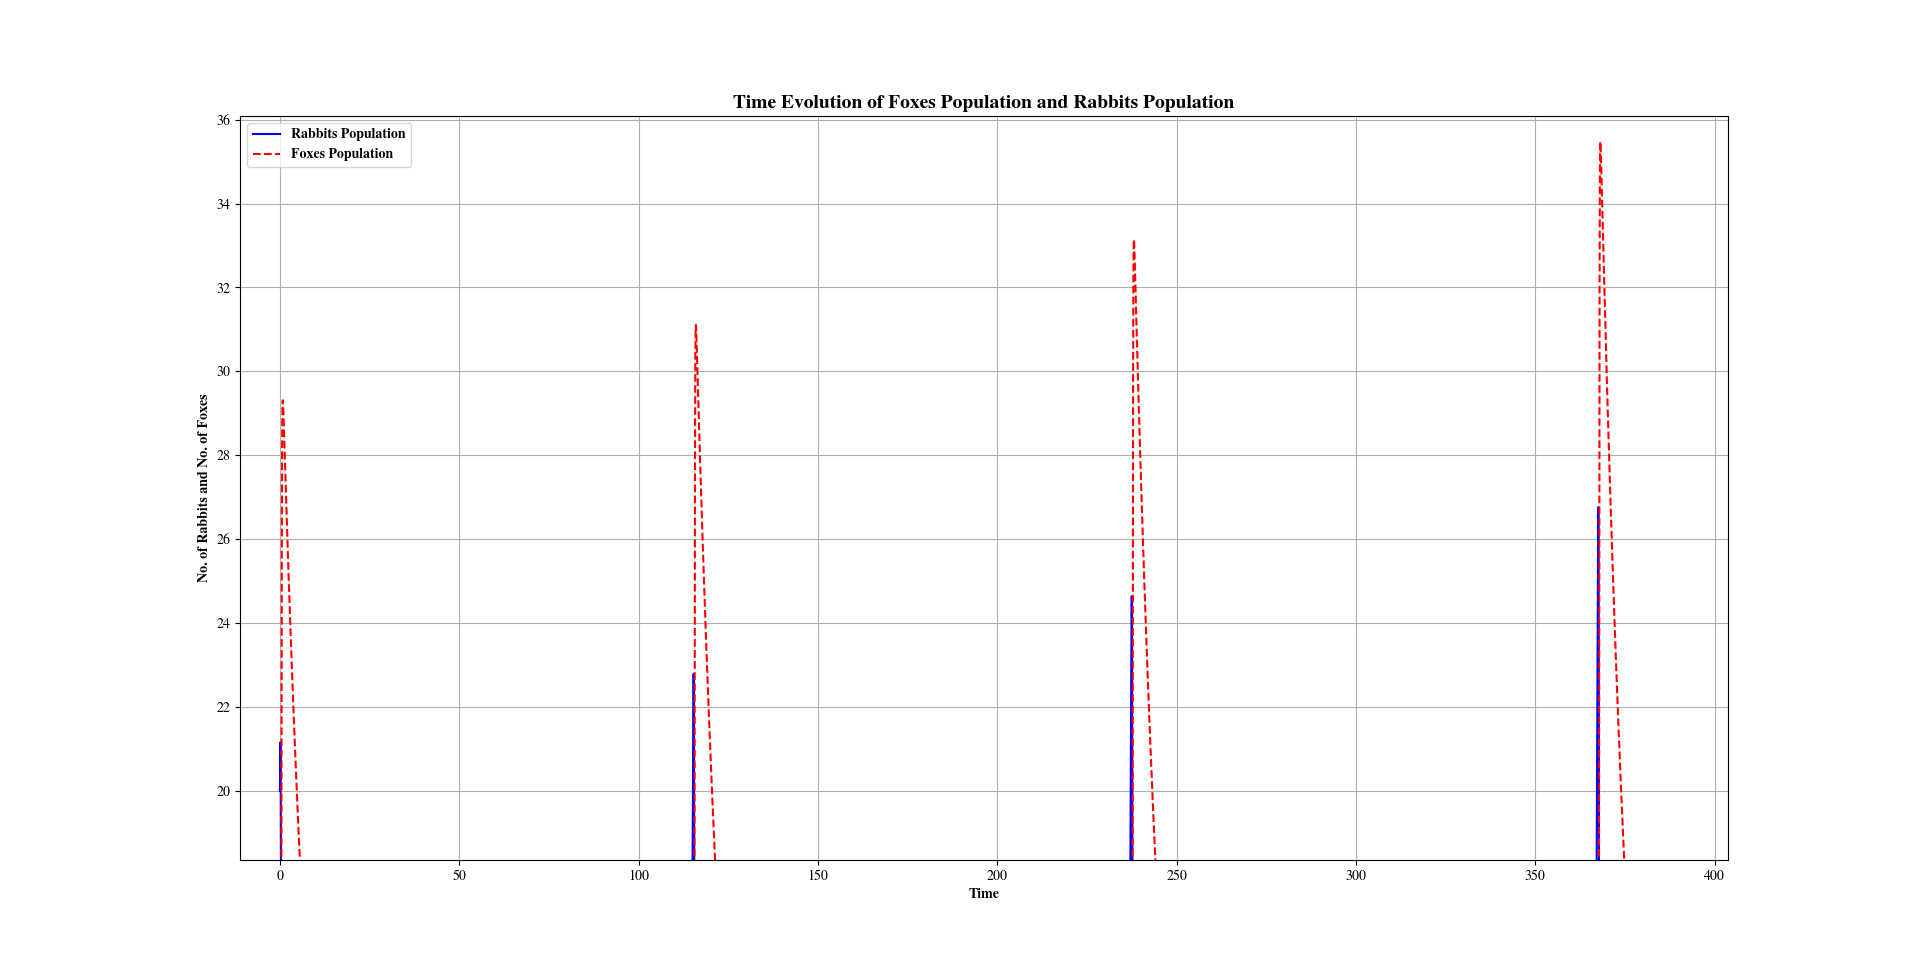 Time Evolution of Foxes Population and Rabbits Population
Rabbits Population
Foxes Population
No. of Rabbits and No. of Foxes
36
34
32
30
28
26
24
22
20
0 50 100 150 200 250 300 350 400
Time